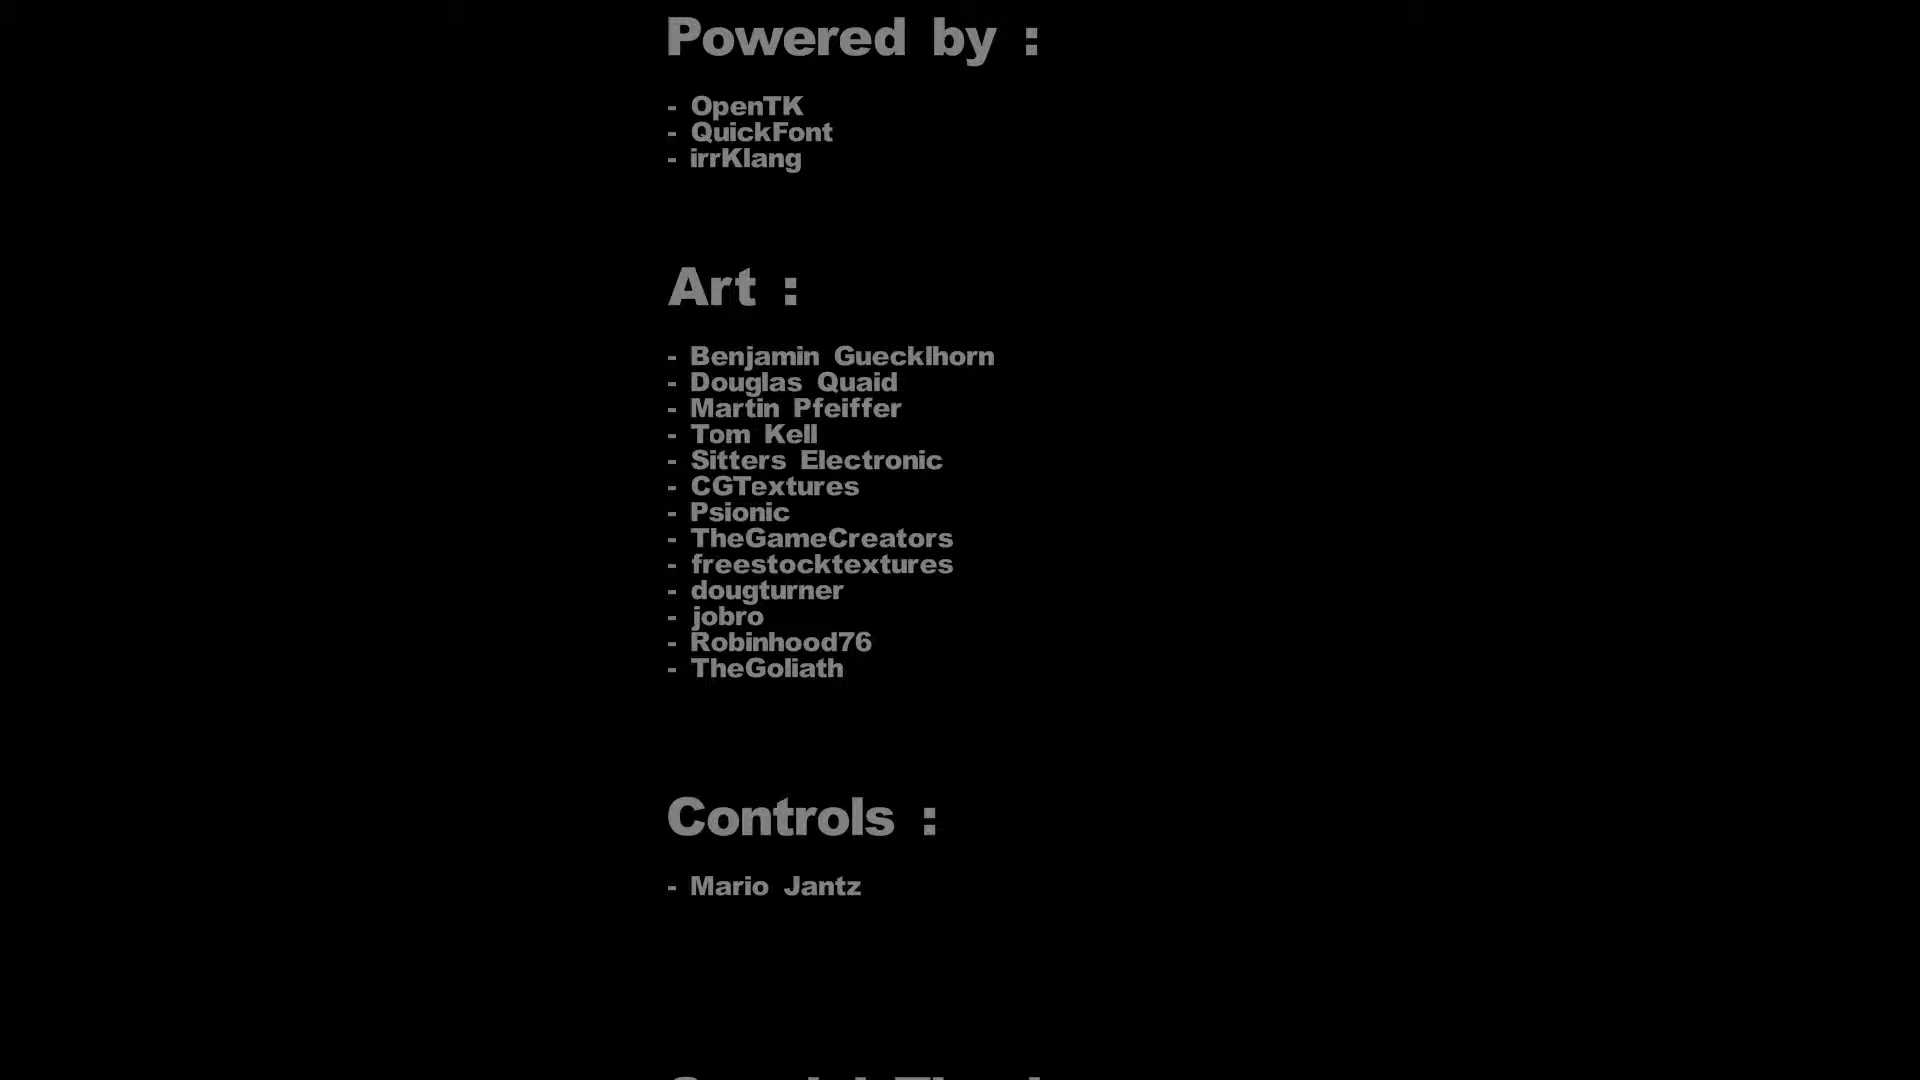 Powered by :
- OpenTK
- QuickFont
- irrKlang
Art :
- Benjamin Guecklhorn
- Douglas Quaid
- Martin Pfeiffer
- Tom Kell
- Sitters Electronic
- CGTextures
- Psionic
- TheGameCreators
- freestocktextures
- dougturner
- jobro
- Robinhood76
- TheGoliath
Controls :
- Mario Jantz